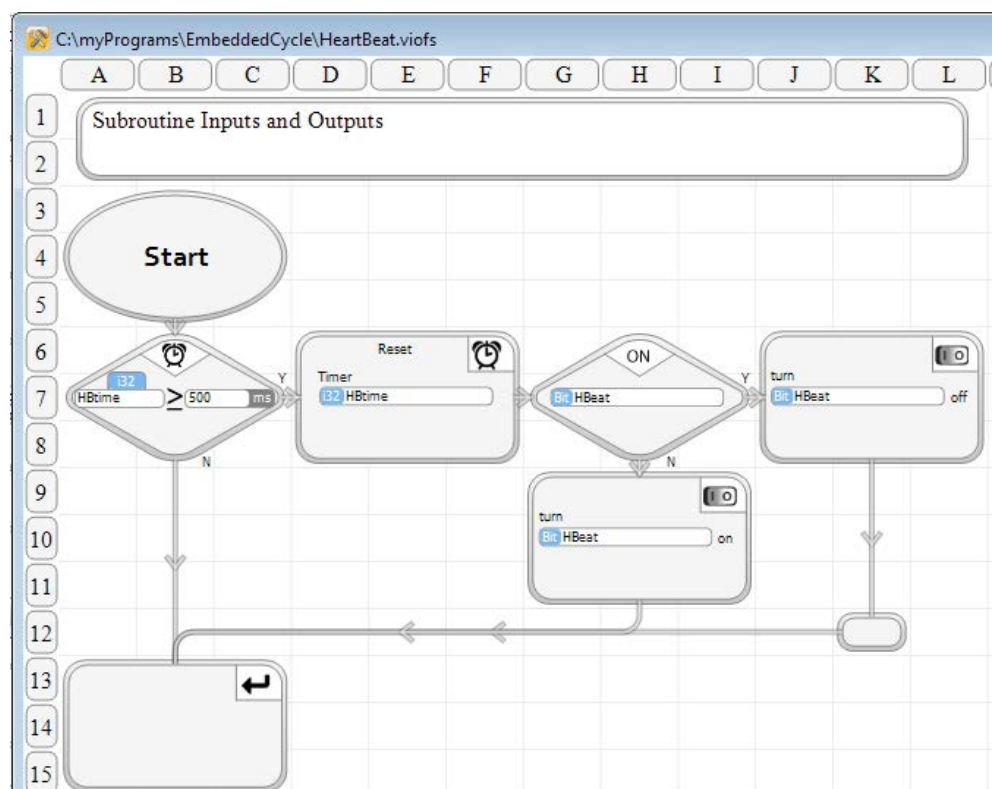 C:\myPrograms\EmbeddedCycle\HeartBeat.viofs
A B C D E F G H I J K L
1
Subroutine Inputs and Outputs
2
3
4
Start
5
6
Reset
ON
I O
7
i32
HBtime
≥
500
ms
Y
Timer
i32 HBtime
Bit HBeat
Y
turn
Bit HBeat
off
8
N
N
9
I O
turn
10
Bit HBeat
on
11
12
13
14
15